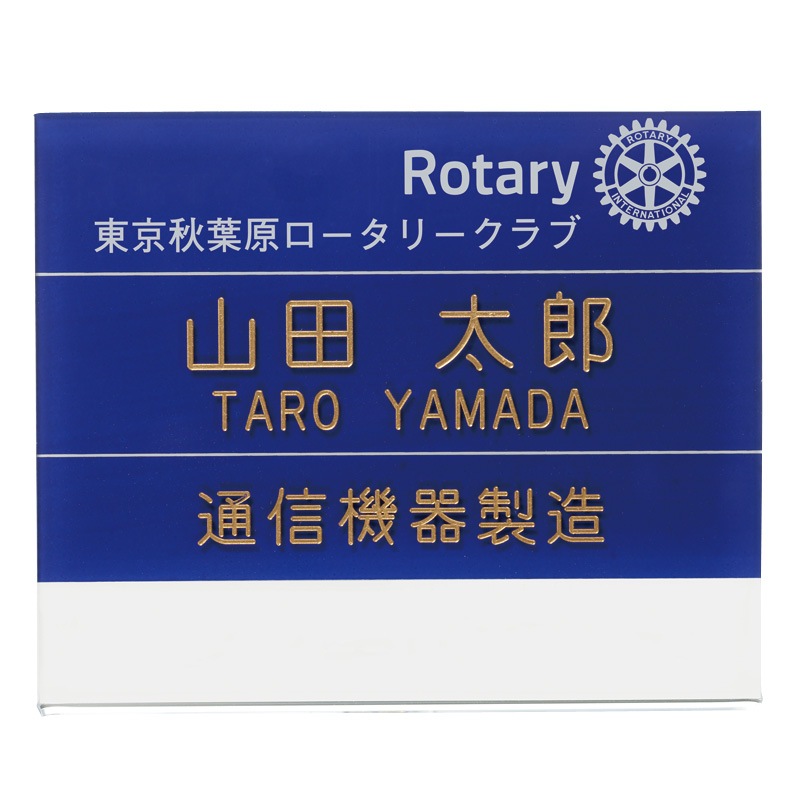 Rotary
ROTARY
INTERNATIONAL
東京秋葉原ロータリークラブ
山田 太郎
TARO YAMADA
通信機器製造